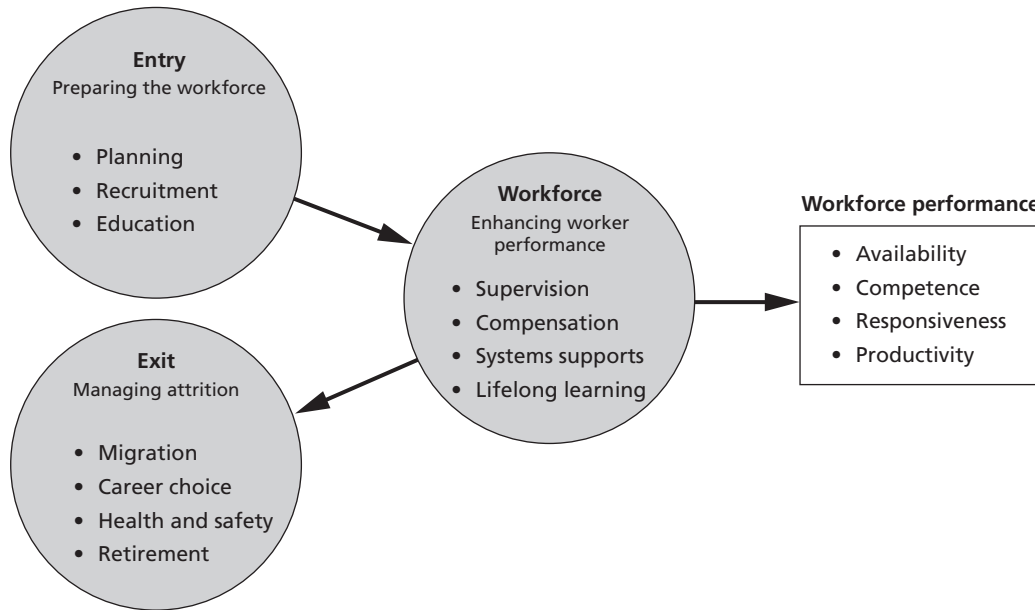 Entry
Preparing the workforce
• Planning
• Recruitment
• Education
Exit
Managing attrition
• Migration
• Career choice
• Health and safety
• Retirement
Workforce
Enhancing worker
performance
• Supervision
• Compensation
• Systems supports
• Lifelong learning
Workforce performance
• Availability
• Competence
• Responsiveness
• Productivity